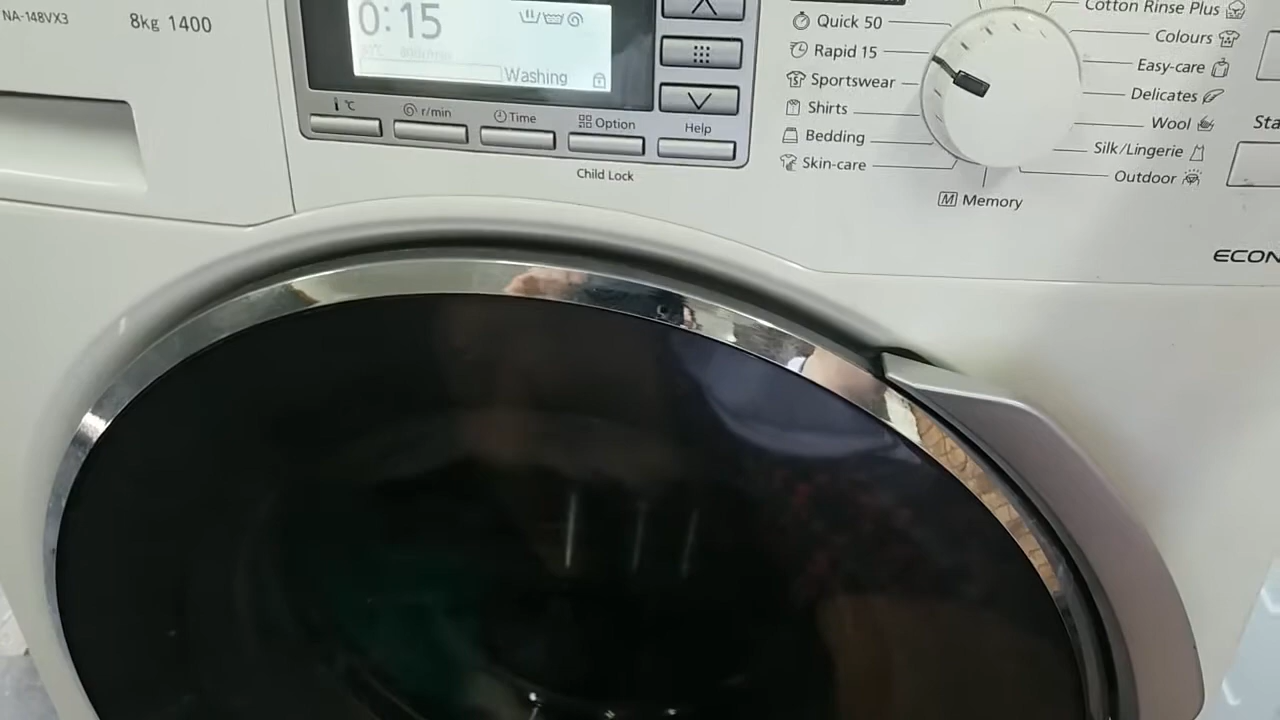 NA-148VX3
8kg 1400
0:15
Washing
℃
r/min
Time
Option
Help
Child Lock
Quick 50
Rapid 15
Sportswear
Shirts
Bedding
Skin-care
M Memory
Cotton Rinse Plus
Colours
Easy-care
Delicates
Wool
Silk/Lingerie
Outdoor
Sta
ECON